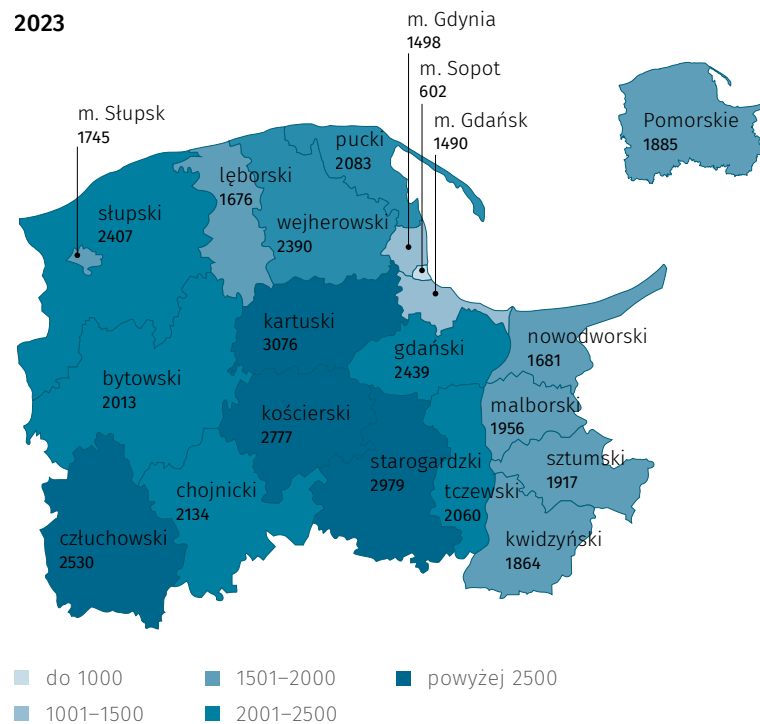 2023
m. Gdynia
1498
m. Sopot
602
m. Gdańsk
1490
m. Słupsk
1745
Pomorskie
1885
pucki
2083
lęborski
1676
słupski
2407
wejherowski
2390
kartuski
3076
nowodworski
1681
gdański
2439
bytowski
2013
malborski
1956
kościerski
2777
starogardzki
2979
sztumski
1917
chojnicki
2134
tczewski
2060
człuchowski
2530
kwidzyński
1864
do 1000
1501–2000
powyżej 2500
1001–1500
2001–2500